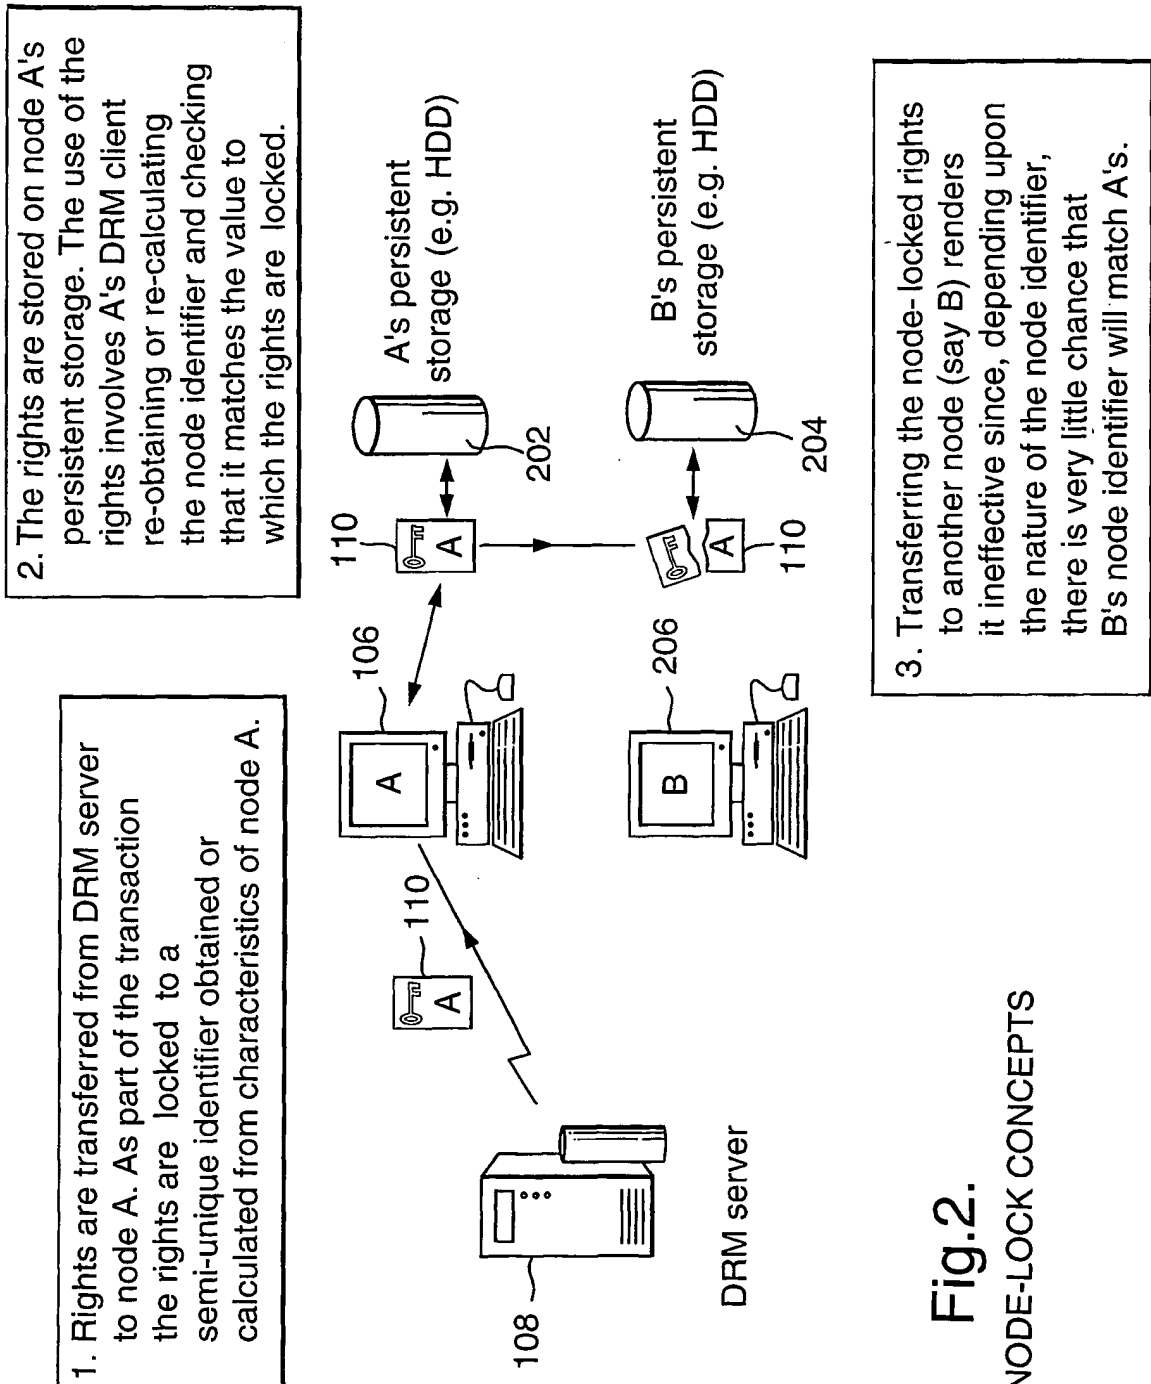 1. Rights are transferred from DRM server
to node A. As part of the transaction
the rights are locked to a
semi-unique identifier obtained or
calculated from characteristics of node A.
2. The rights are stored on node A's
persistent storage. The use of the
rights involves A's DRM client
re-obtaining or re-calculating
the node identifier and checking
that it matches the value to
which the rights are locked.
108
DRM server
110
A
106
A
110
A
202
A's persistent
storage (e.g. HDD)
206
B
A
110
204
B's persistent
storage (e.g. HDD)
3. Transferring the node-locked rights
to another node (say B) renders
it ineffective since, depending upon
the nature of the node identifier,
there is very little chance that
B's node identifier will match A's.
Fig.2.
NODE-LOCK CONCEPTS